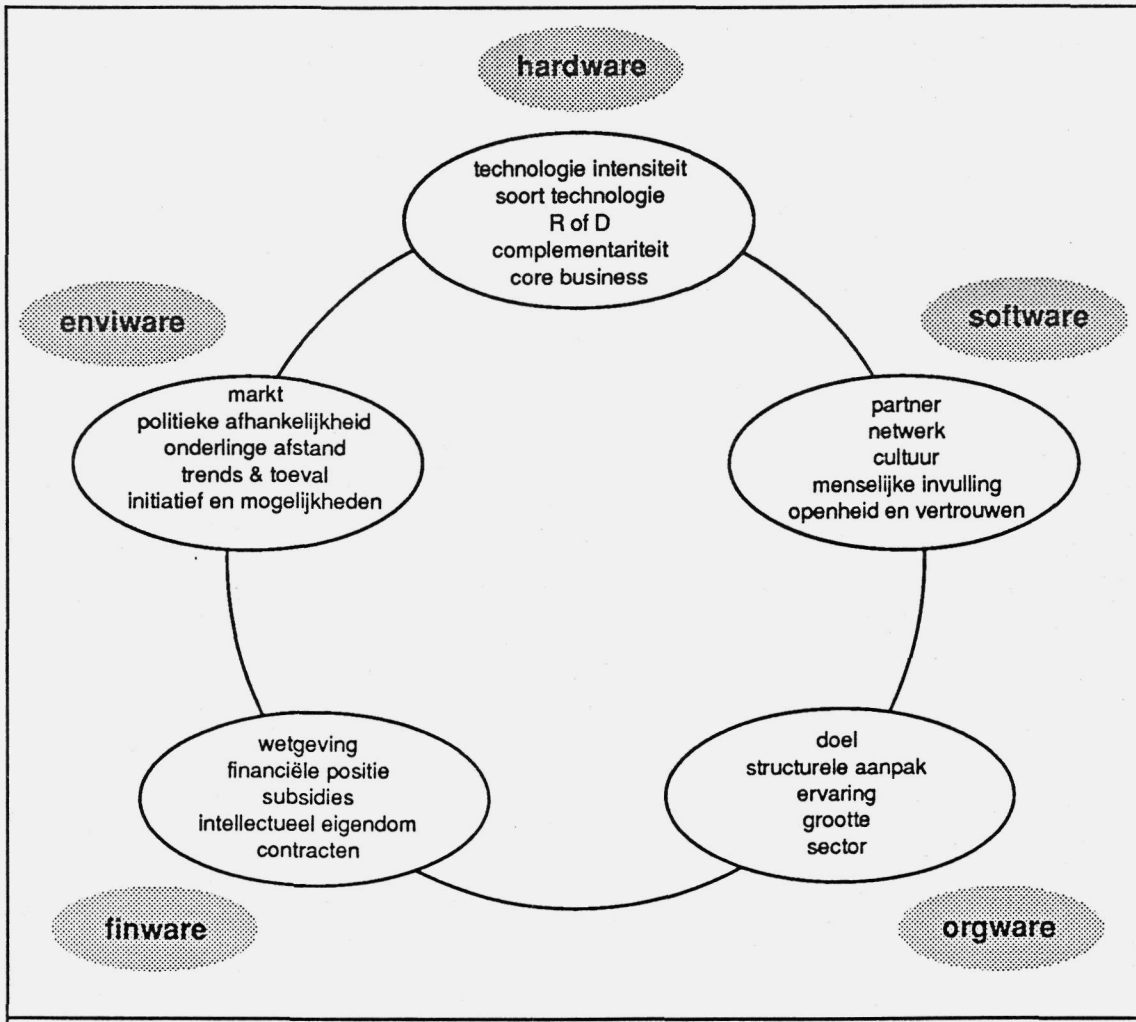 hardware
technologie intensiteit
soort technologie
R of D
complementariteit
core business
enviware
markt
politieke afhankelijkheid
onderlinge afstand
trends & toeval
initiatief en mogelijkheden
software
partner
netwerk
cultuur
menselijke invulling
openheid en vertrouwen
wetgeving
financiële positie
subsidies
intellectueel eigendom
contracten
finware
doel
structurele aanpak
ervaring
grootte
sector
orgware